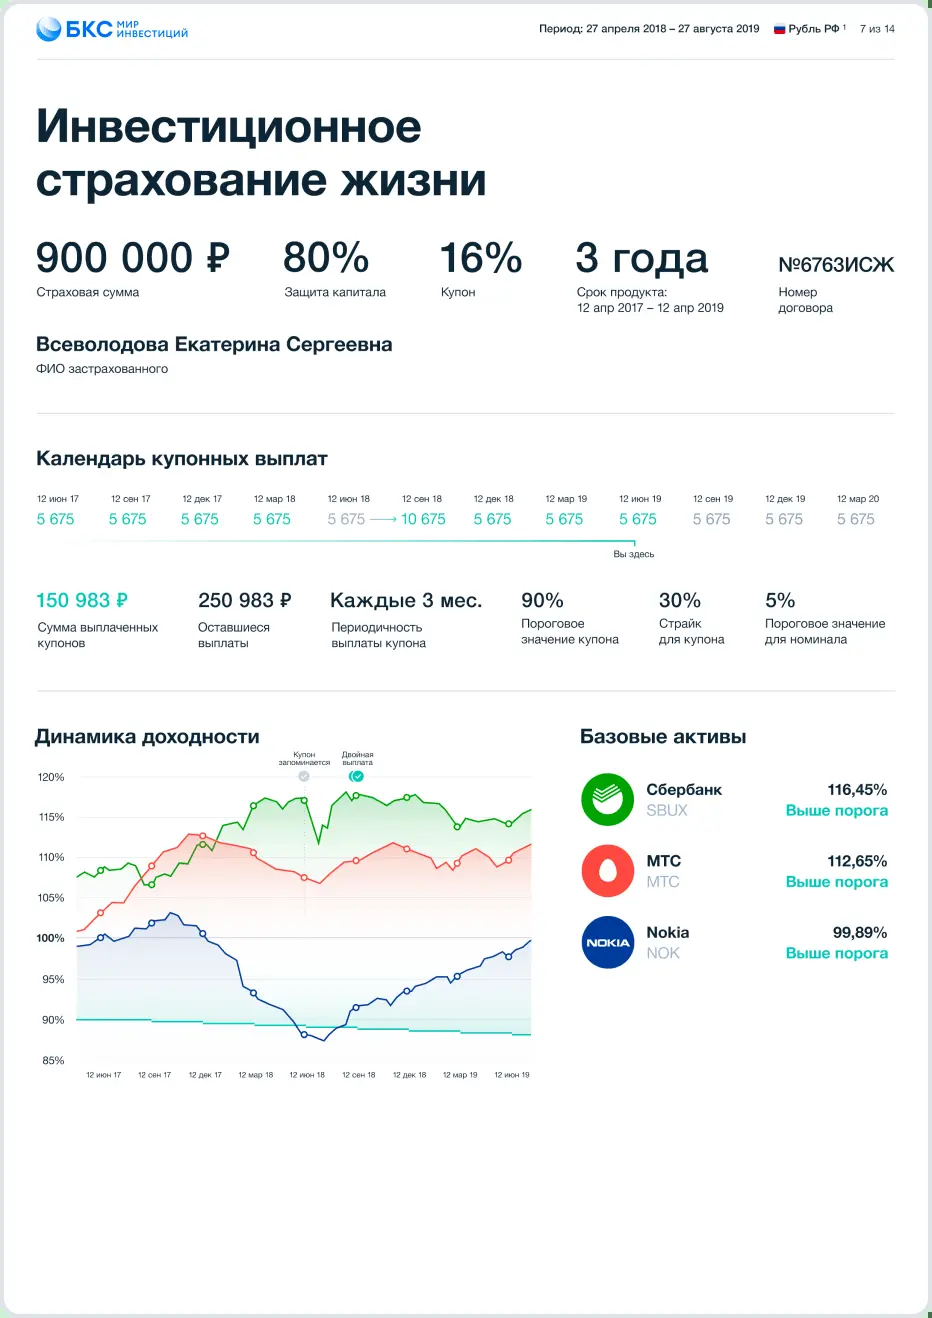 БКС МИР ИНВЕСТИЦИЙ
Период: 27 апреля 2018 – 27 августа 2019 Рубль РФ ¹ 7 из 14
Инвестиционное
страхование жизни
900 000 ₽ 80% 16% 3 года №6763ИСЖ
Страховая сумма Защита капитала Купон Срок продукта: Номер
12 апр 2017 – 12 апр 2019 договора
Всеволодова Екатерина Сергеевна
ФИО застрахованного
Календарь купонных выплат
12 июн 17 12 сен 17 12 дек 17 12 мар 18 12 июн 18 12 сен 18 12 дек 18 12 мар 19 12 июн 19 12 сен 19 12 дек 19 12 мар 20
5 675 5 675 5 675 5 675 5 675 → 10 675 5 675 5 675 5 675 5 675 5 675 5 675
Вы здесь
150 983 ₽ 250 983 ₽ Каждые 3 мес. 90% 30% 5%
Сумма выплаченных Оставшиеся Периодичность Пороговое Страйк Пороговое значение
купонов выплаты выплаты купона значение купона для купона для номинала
Динамика доходности
Купон Двойная
запоминается выплата
120%
115%
110%
105%
100%
95%
90%
85%
12 июн 17 12 сен 17 12 дек 17 12 мар 18 12 июн 18 12 сен 18 12 дек 18 12 мар 19 12 июн 19
Базовые активы
Сбербанк 116,45%
SBUX Выше порога
МТС 112,65%
МТС Выше порога
NOKIA
Nokia 99,89%
NOK Выше порога